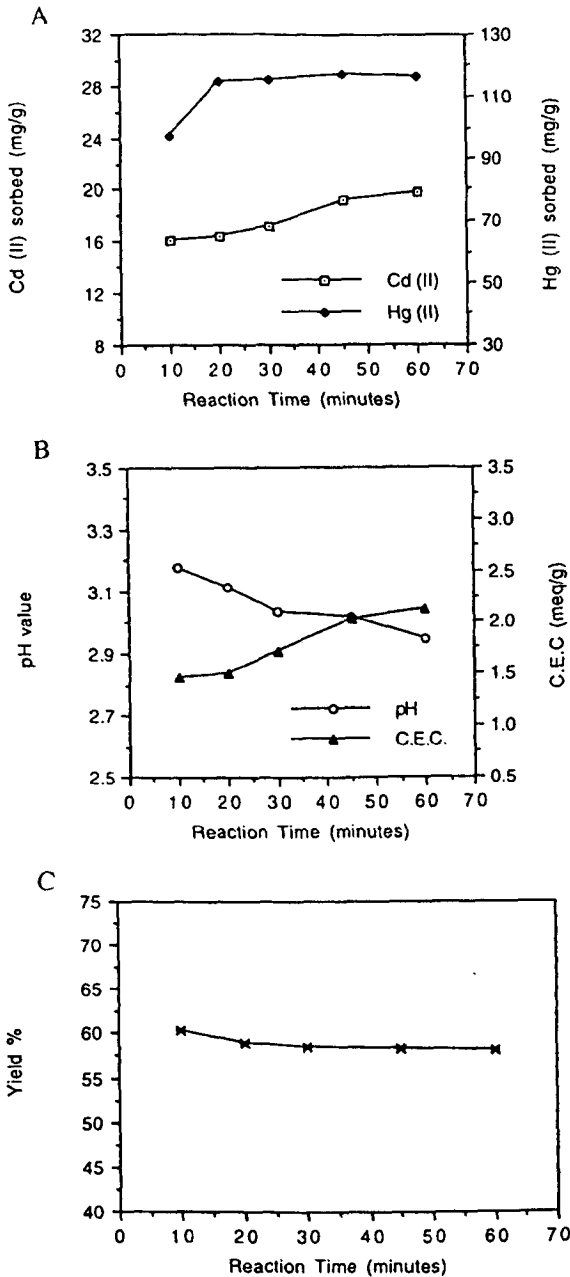 A
32
28
24
20
16
12
8
Cd (II) sorbed (mg/g)
130
110
90
70
50
30
Hg (II) sorbed (mg/g)
Cd (II)
Hg (II)
0 10 20 30 40 50 60 70
Reaction Time (minutes)
B
3.5
3.3
3.1
2.9
2.7
2.5
pH value
3.5
3.0
2.5
2.0
1.5
1.0
0.5
C.E.C (meq/g)
pH
C.E.C.
0 10 20 30 40 50 60 70
Reaction Time (minutes)
C
75
70
65
60
55
50
45
40
Yield %
0 10 20 30 40 50 60 70
Reaction Time (minutes)